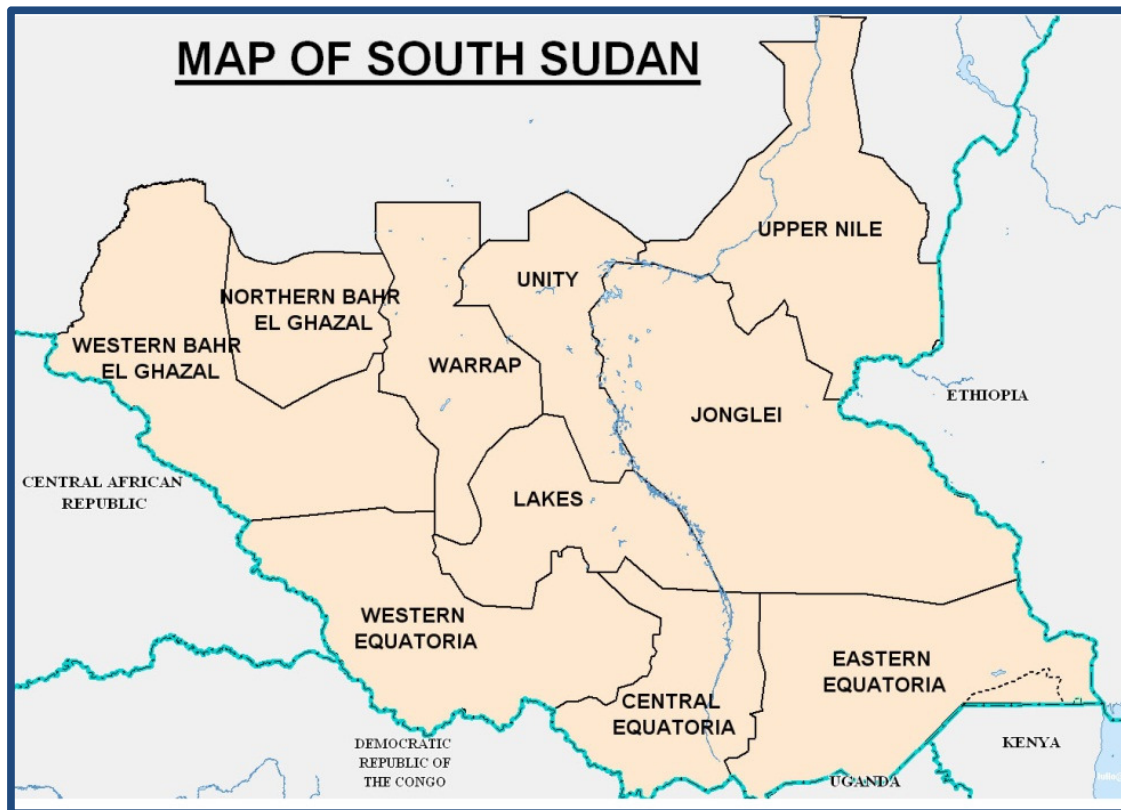 MAP OF SOUTH SUDAN
UPPER NILE
UNITY
NORTHERN BAHR
EL GHAZAL
WESTERN BAHR
EL GHAZAL
WARRAP
ETHIOPIA
JONGLEI
CENTRAL AFRICAN
REPUBLIC
LAKES
WESTERN
EQUATORIA
EASTERN
EQUATORIA
CENTRAL
EQUATORIA
DEMOCRATIC
REPUBLIC OF
THE CONGO
KENYA
UGANDA